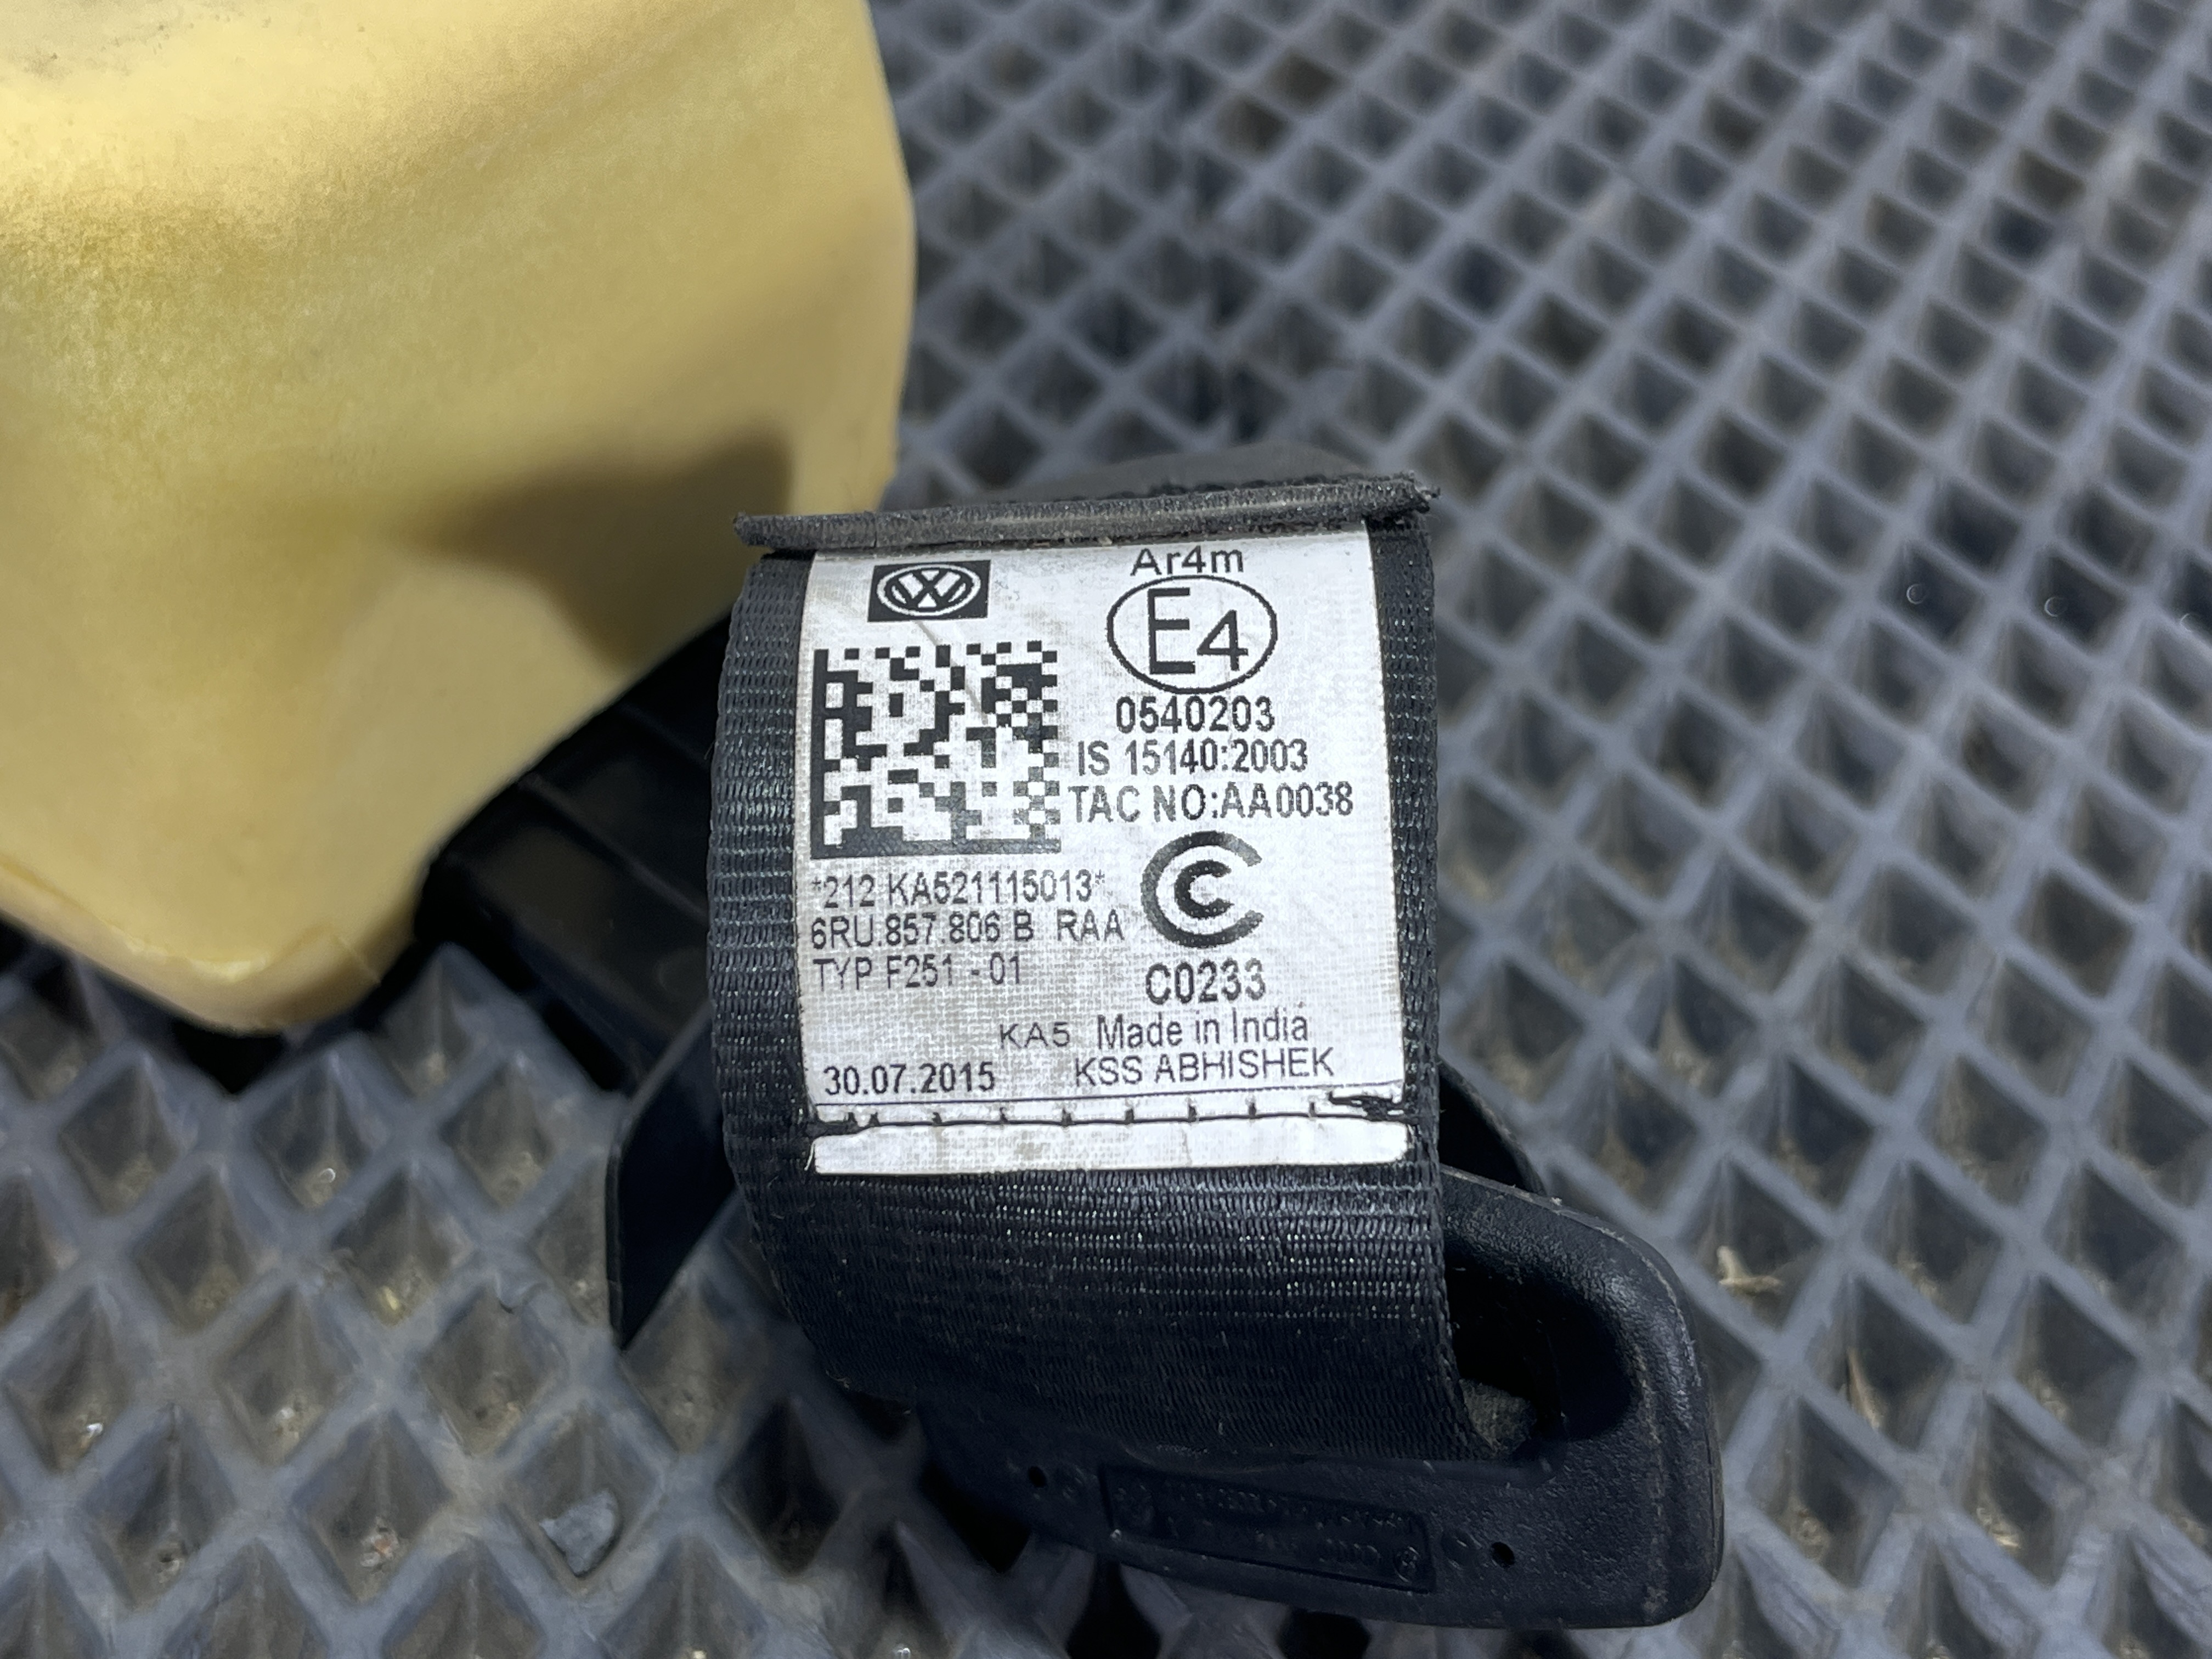 Ar4m
E4
0540203
IS 15140:2003
TAC NO:AA0038
*212 KA521115013*
6RU.857.806 B RAA
TYP F251 - 01
C0233
KA5 Made in India
30.07.2015 KSS ABHISHEK